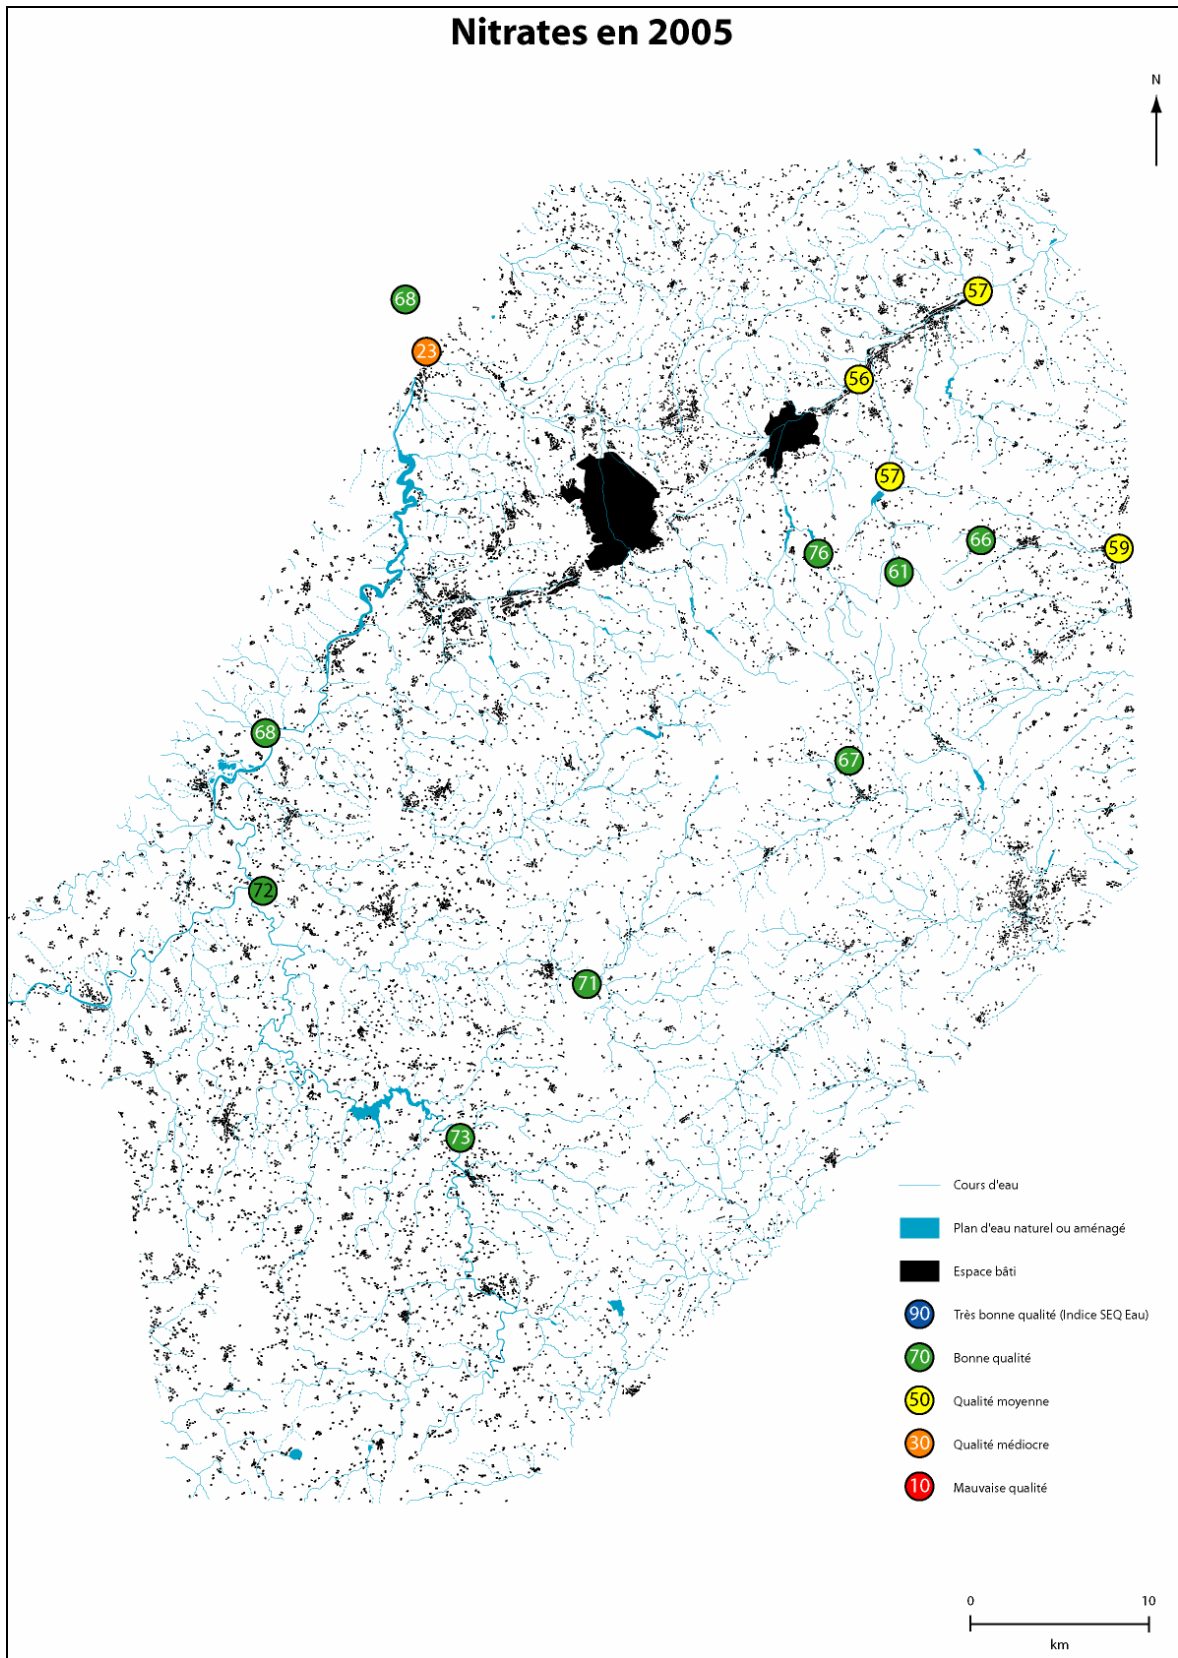 Nitrates en 2005
N
57
68
23
56
57
66
59
76
61
68
67
72
71
73
Cours d'eau
Plan d'eau naturel ou aménagé
Espace bâti
90 Très bonne qualité (Indice SEQ Eau)
70 Bonne qualité
50 Qualité moyenne
30 Qualité médiocre
10 Mauvaise qualité
0 10
km